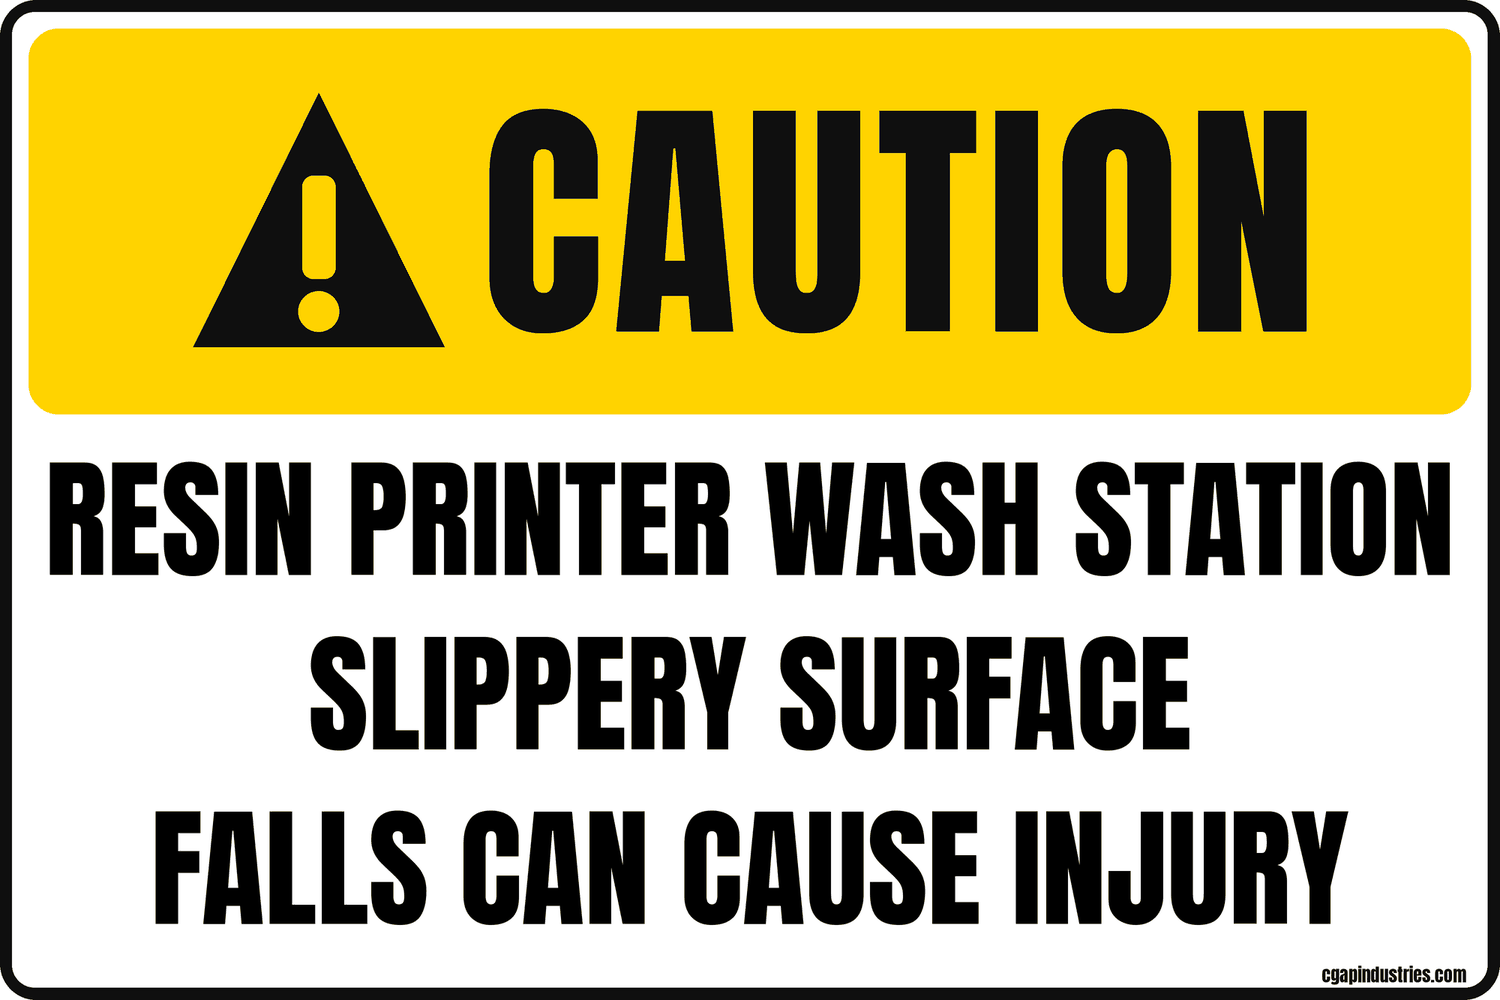 CAUTION
RESIN PRINTER WASH STATION
SLIPPERY SURFACE
FALLS CAN CAUSE INJURY
cgapindustries.com